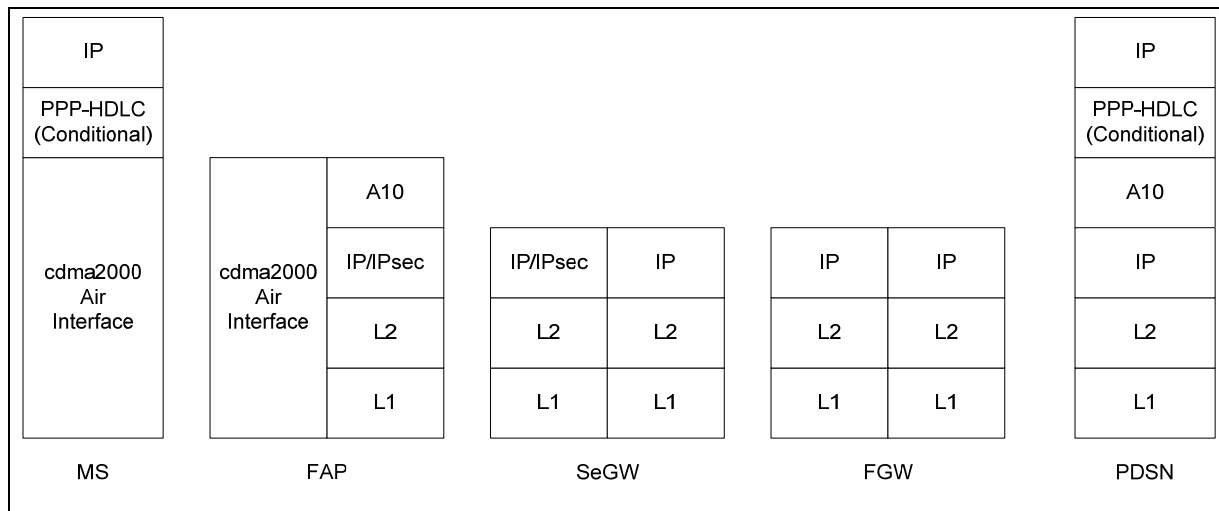 IP
PPP-HDLC
(Conditional)
cdma2000
Air
Interface
MS
cdma2000
Air
Interface
A10
IP/IPsec
L2
L1
FAP
IP/IPsec
IP
L2
L2
L1
L1
SeGW
IP
IP
L2
L2
L1
L1
FGW
IP
PPP-HDLC
(Conditional)
A10
IP
L2
L1
PDSN